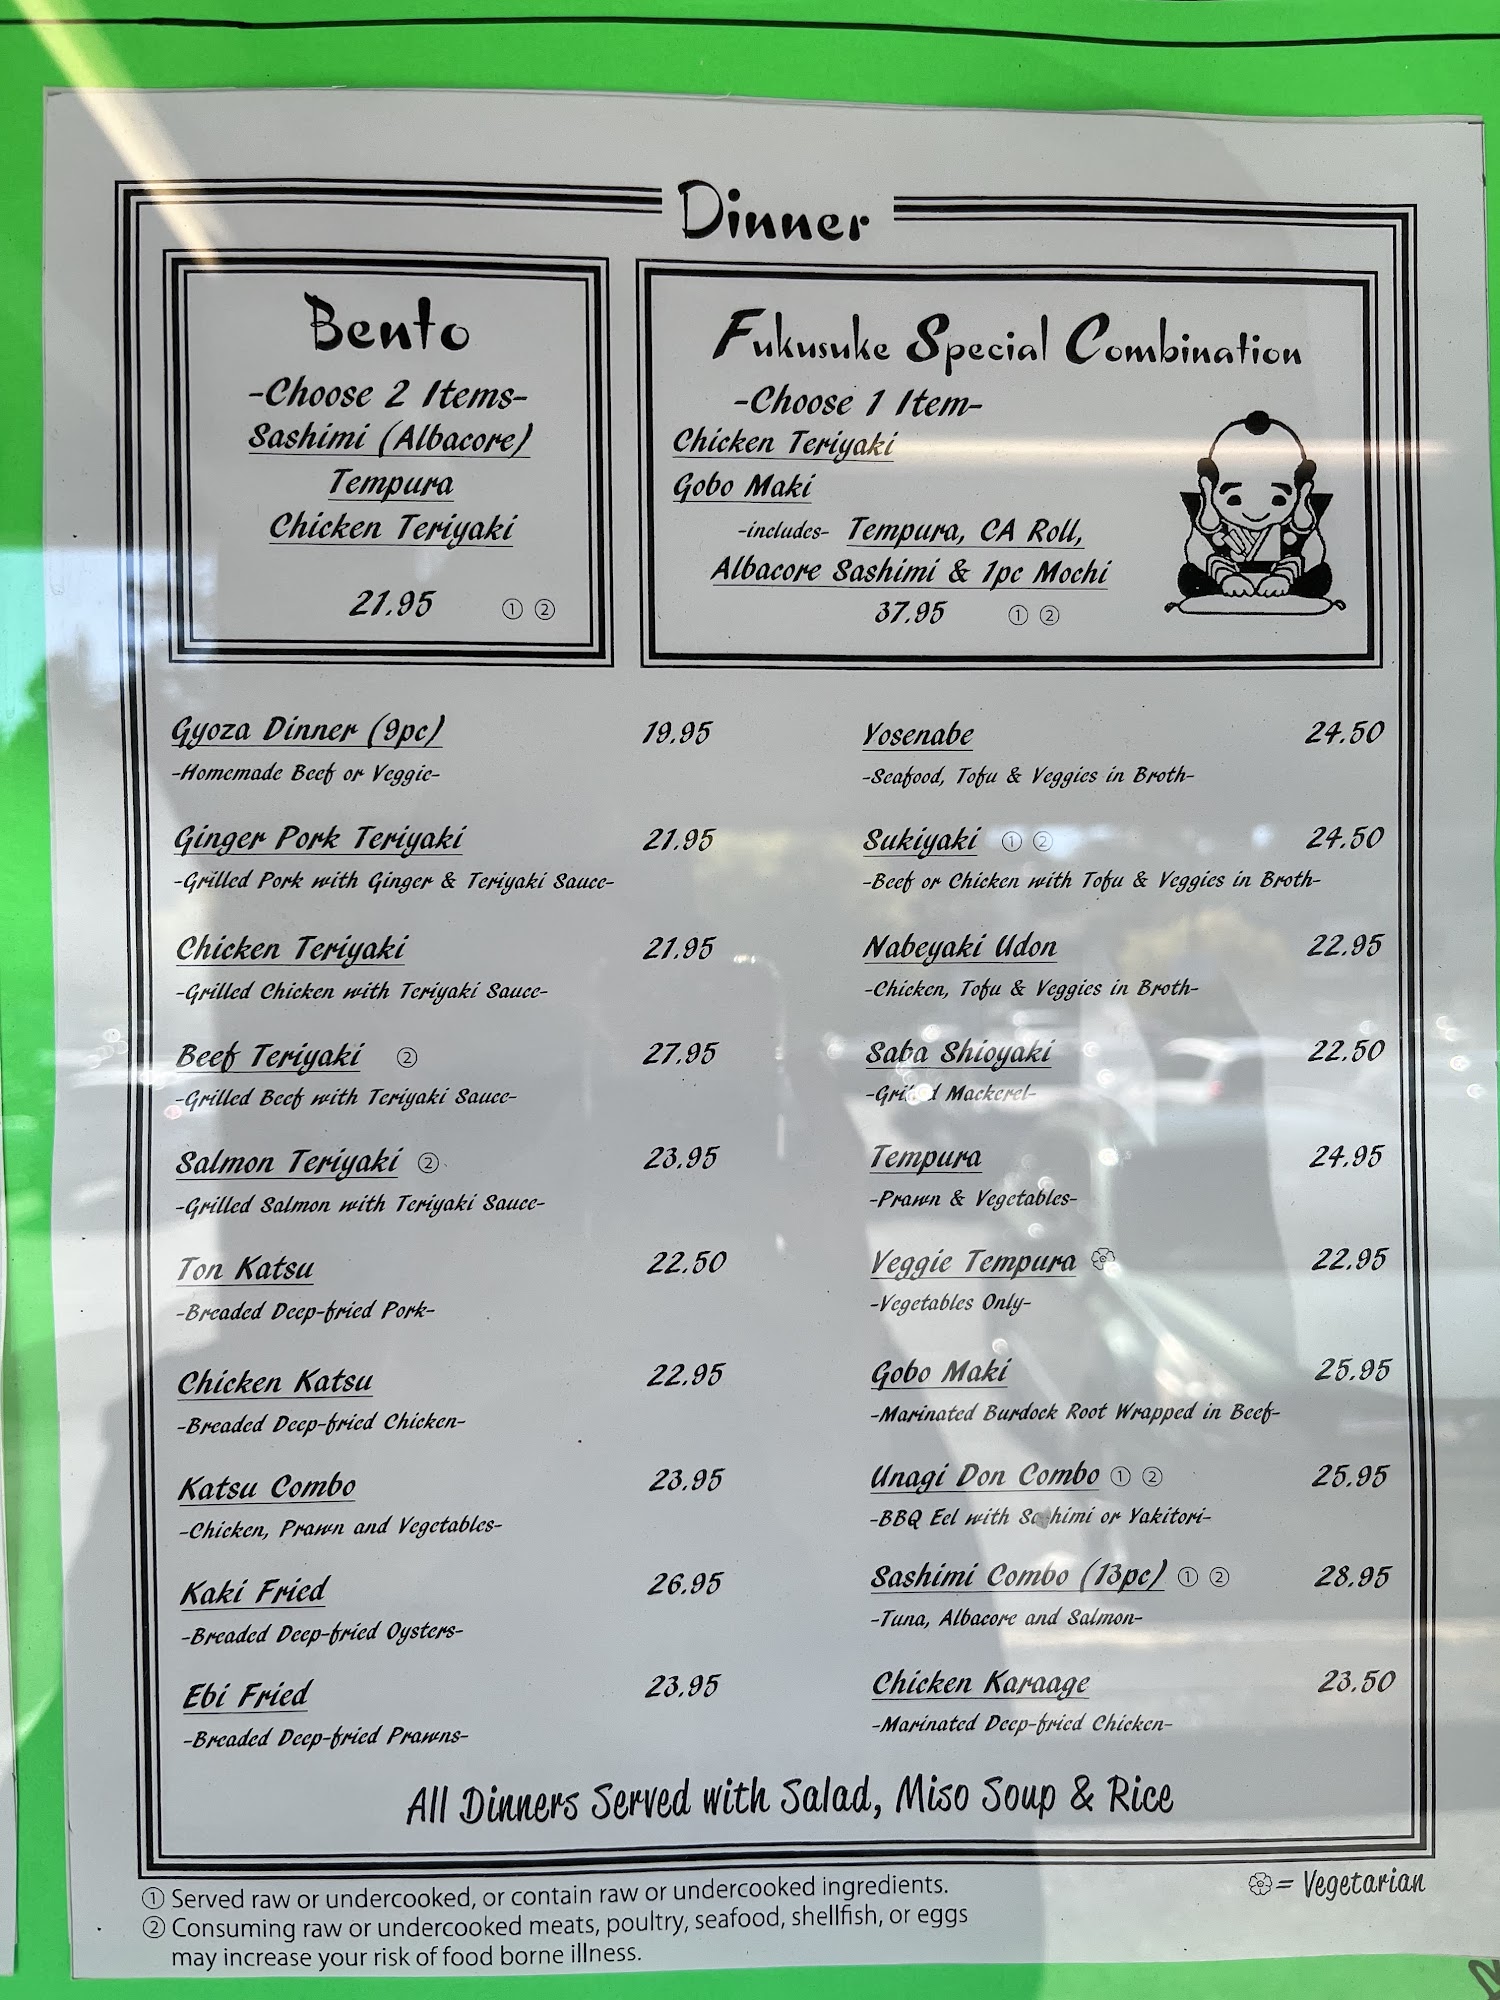 Dinner
Bento
-Choose 2 Items-
Sashimi (Albacore)
Tempura
Chicken Teriyaki
21.95 ① ②
Fukusuke Special Combination
-Choose 1 Item-
Chicken Teriyaki
Gobo Maki
-includes- Tempura, CA Roll,
Albacore Sashimi & 1pc Mochi
37.95 ① ②
Gyoza Dinner (9pc) 19.95
-Homemade Beef or Veggie-
Ginger Pork Teriyaki 21.95
-Grilled Pork with Ginger & Teriyaki Sauce-
Chicken Teriyaki 21.95
-Grilled Chicken with Teriyaki Sauce-
Beef Teriyaki ② 27.95
-Grilled Beef with Teriyaki Sauce-
Salmon Teriyaki ② 23.95
-Grilled Salmon with Teriyaki Sauce-
Ton Katsu 22.50
-Breaded Deep-fried Pork-
Chicken Katsu 22.95
-Breaded Deep-fried Chicken-
Katsu Combo 23.95
-Chicken, Prawn and Vegetables-
Kaki Fried 26.95
-Breaded Deep-fried Oysters-
Ebi Fried 23.95
-Breaded Deep-fried Prawns-
Yosenabe 24.50
-Seafood, Tofu & Veggies in Broth-
Sukiyaki ① ② 24.50
-Beef or Chicken with Tofu & Veggies in Broth-
Nabeyaki Udon 22.95
-Chicken, Tofu & Veggies in Broth-
Saba Shioyaki 22.50
-Grilled Mackerel-
Tempura 24.95
-Prawn & Vegetables-
Veggie Tempura 22.95
-Vegetables Only-
Gobo Maki 25.95
-Marinated Burdock Root Wrapped in Beef-
Unagi Don Combo ① ② 25.95
-BBQ Eel with Sashimi or Yakitori-
Sashimi Combo (13pc) ① ② 28.95
-Tuna, Albacore and Salmon-
Chicken Karaage 23.50
-Marinated Deep-fried Chicken-
All Dinners Served with Salad, Miso Soup & Rice
① Served raw or undercooked, or contain raw or undercooked ingredients.
② Consuming raw or undercooked meats, poultry, seafood, shellfish, or eggs
may increase your risk of food borne illness.
= Vegetarian